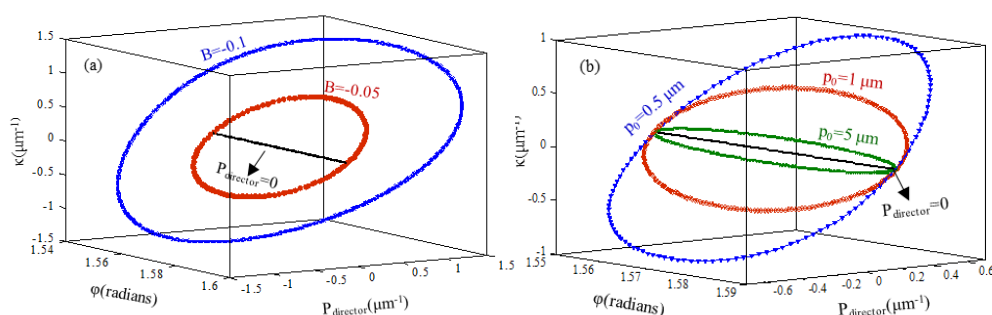 (a)
B=-0.1
B=-0.05
P_director=0
κ(μm⁻¹)
1.5
1
0.5
0
-0.5
-1
-1.5
1.54
1.56
1.58
1.6
φ(radians)
-1.5
-1
-0.5
0
0.5
1
1.5
P_director(μm⁻¹)
(b)
p₀=0.5 μm
p₀=1 μm
p₀=5 μm
P_director=0
κ(μm⁻¹)
1
0.5
0
-0.5
-1
1.55
1.56
1.57
1.58
1.59
φ(radians)
-0.6
-0.4
-0.2
0
0.2
0.4
0.6
P_director(μm⁻¹)